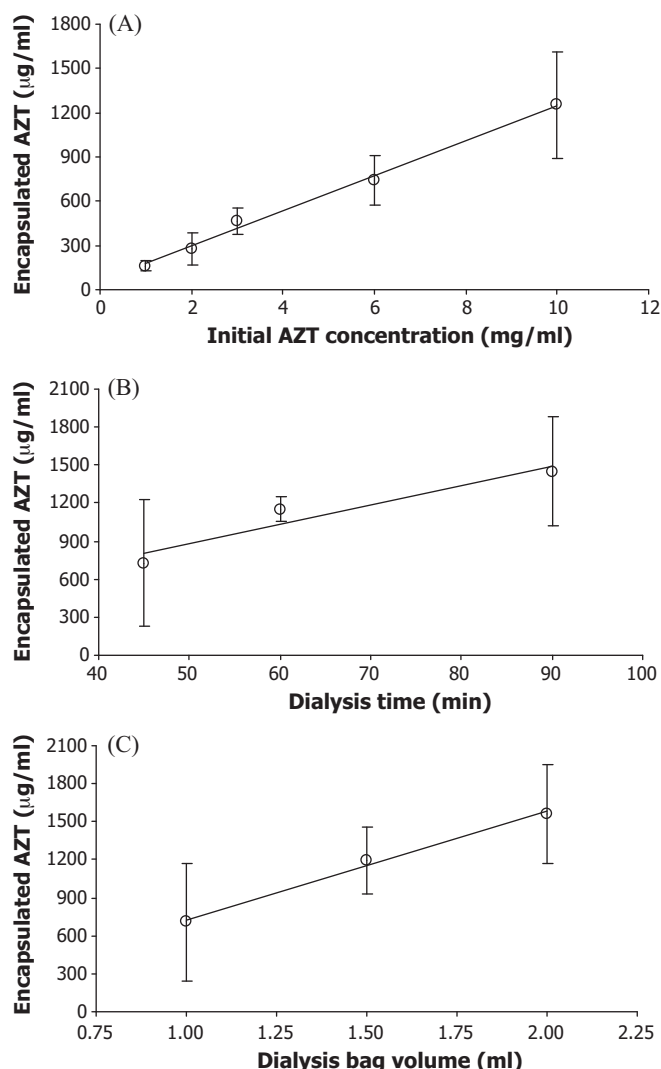 (A)
Encapsulated AZT (μg/ml)
1800
1500
1200
900
600
300
0
0 2 4 6 8 10 12
Initial AZT concentration (mg/ml)
(B)
Encapsulated AZT (μg/ml)
2100
1800
1500
1200
900
600
300
0
40 50 60 70 80 90 100
Dialysis time (min)
(C)
Encapsulated AZT (μg/ml)
2100
1800
1500
1200
900
600
300
0
0.75 1.00 1.25 1.50 1.75 2.00 2.25
Dialysis bag volume (ml)